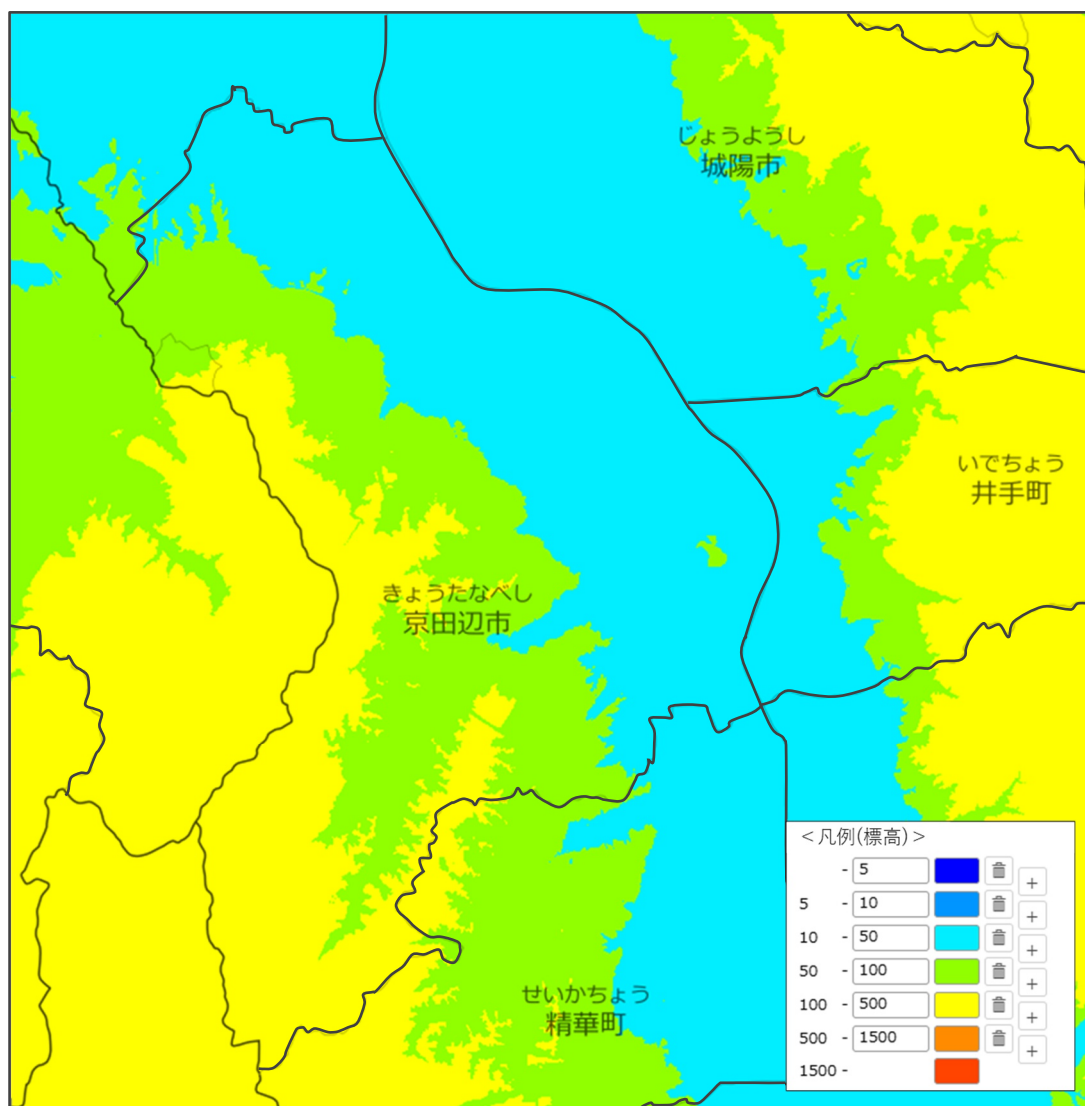 じょうようし
城陽市
いでちょう
井手町
きょうたなべし
京田辺市
せいかちょう
精華町
＜凡例(標高)＞
- 5
5 - 10
10 - 50
50 - 100
100 - 500
500 - 1500
1500 -